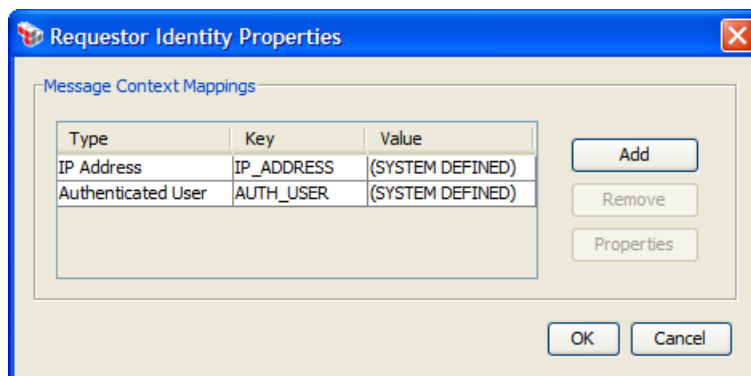 Requestor Identity Properties
Message Context Mappings
Type Key Value
IP Address IP_ADDRESS (SYSTEM DEFINED)
Authenticated User AUTH_USER (SYSTEM DEFINED)
Add
Remove
Properties
OK Cancel